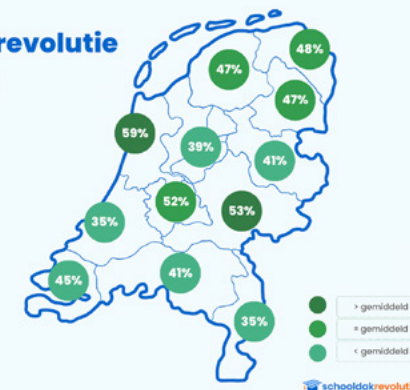 revolutie
48%
47%
47%
59%
39%
41%
52%
53%
35%
45%
41%
35%
> gemiddeld
= gemiddeld
< gemiddeld
schooldakrevoluti